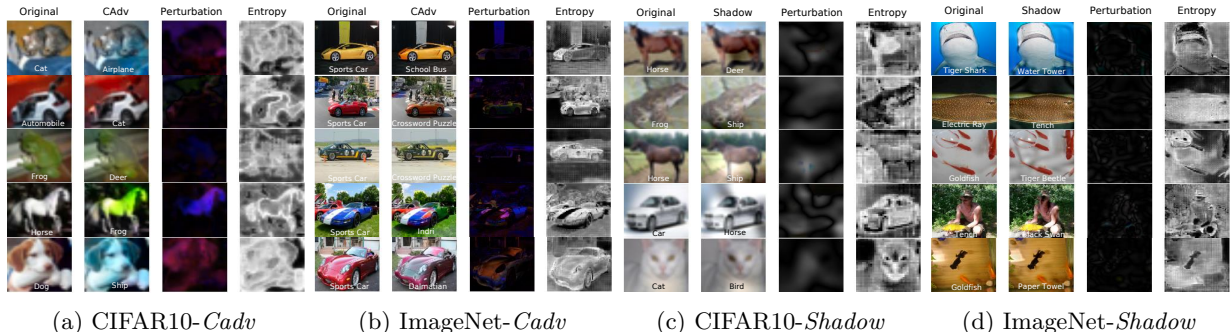 Original CAdv Perturbation Entropy Original CAdv Perturbation Entropy Original Shadow Perturbation Entropy Original Shadow Perturbation Entropy
Cat Airplane Sports Car School Bus Horse Deer Tiger Shark Water Tower
Automobile Cat Sports Car Crossword Puzzle Frog Ship Electric Ray Tench
Frog Deer Sports Car Crossword Puzzle Horse Ship Goldfish Tiger Beetle
Horse Frog Sports Car Indri Car Horse Tench Black Swan
Dog Ship Sports Car Dalmatian Cat Bird Goldfish Paper Towel
(a) CIFAR10-Cadv (b) ImageNet-Cadv (c) CIFAR10-Shadow (d) ImageNet-Shadow